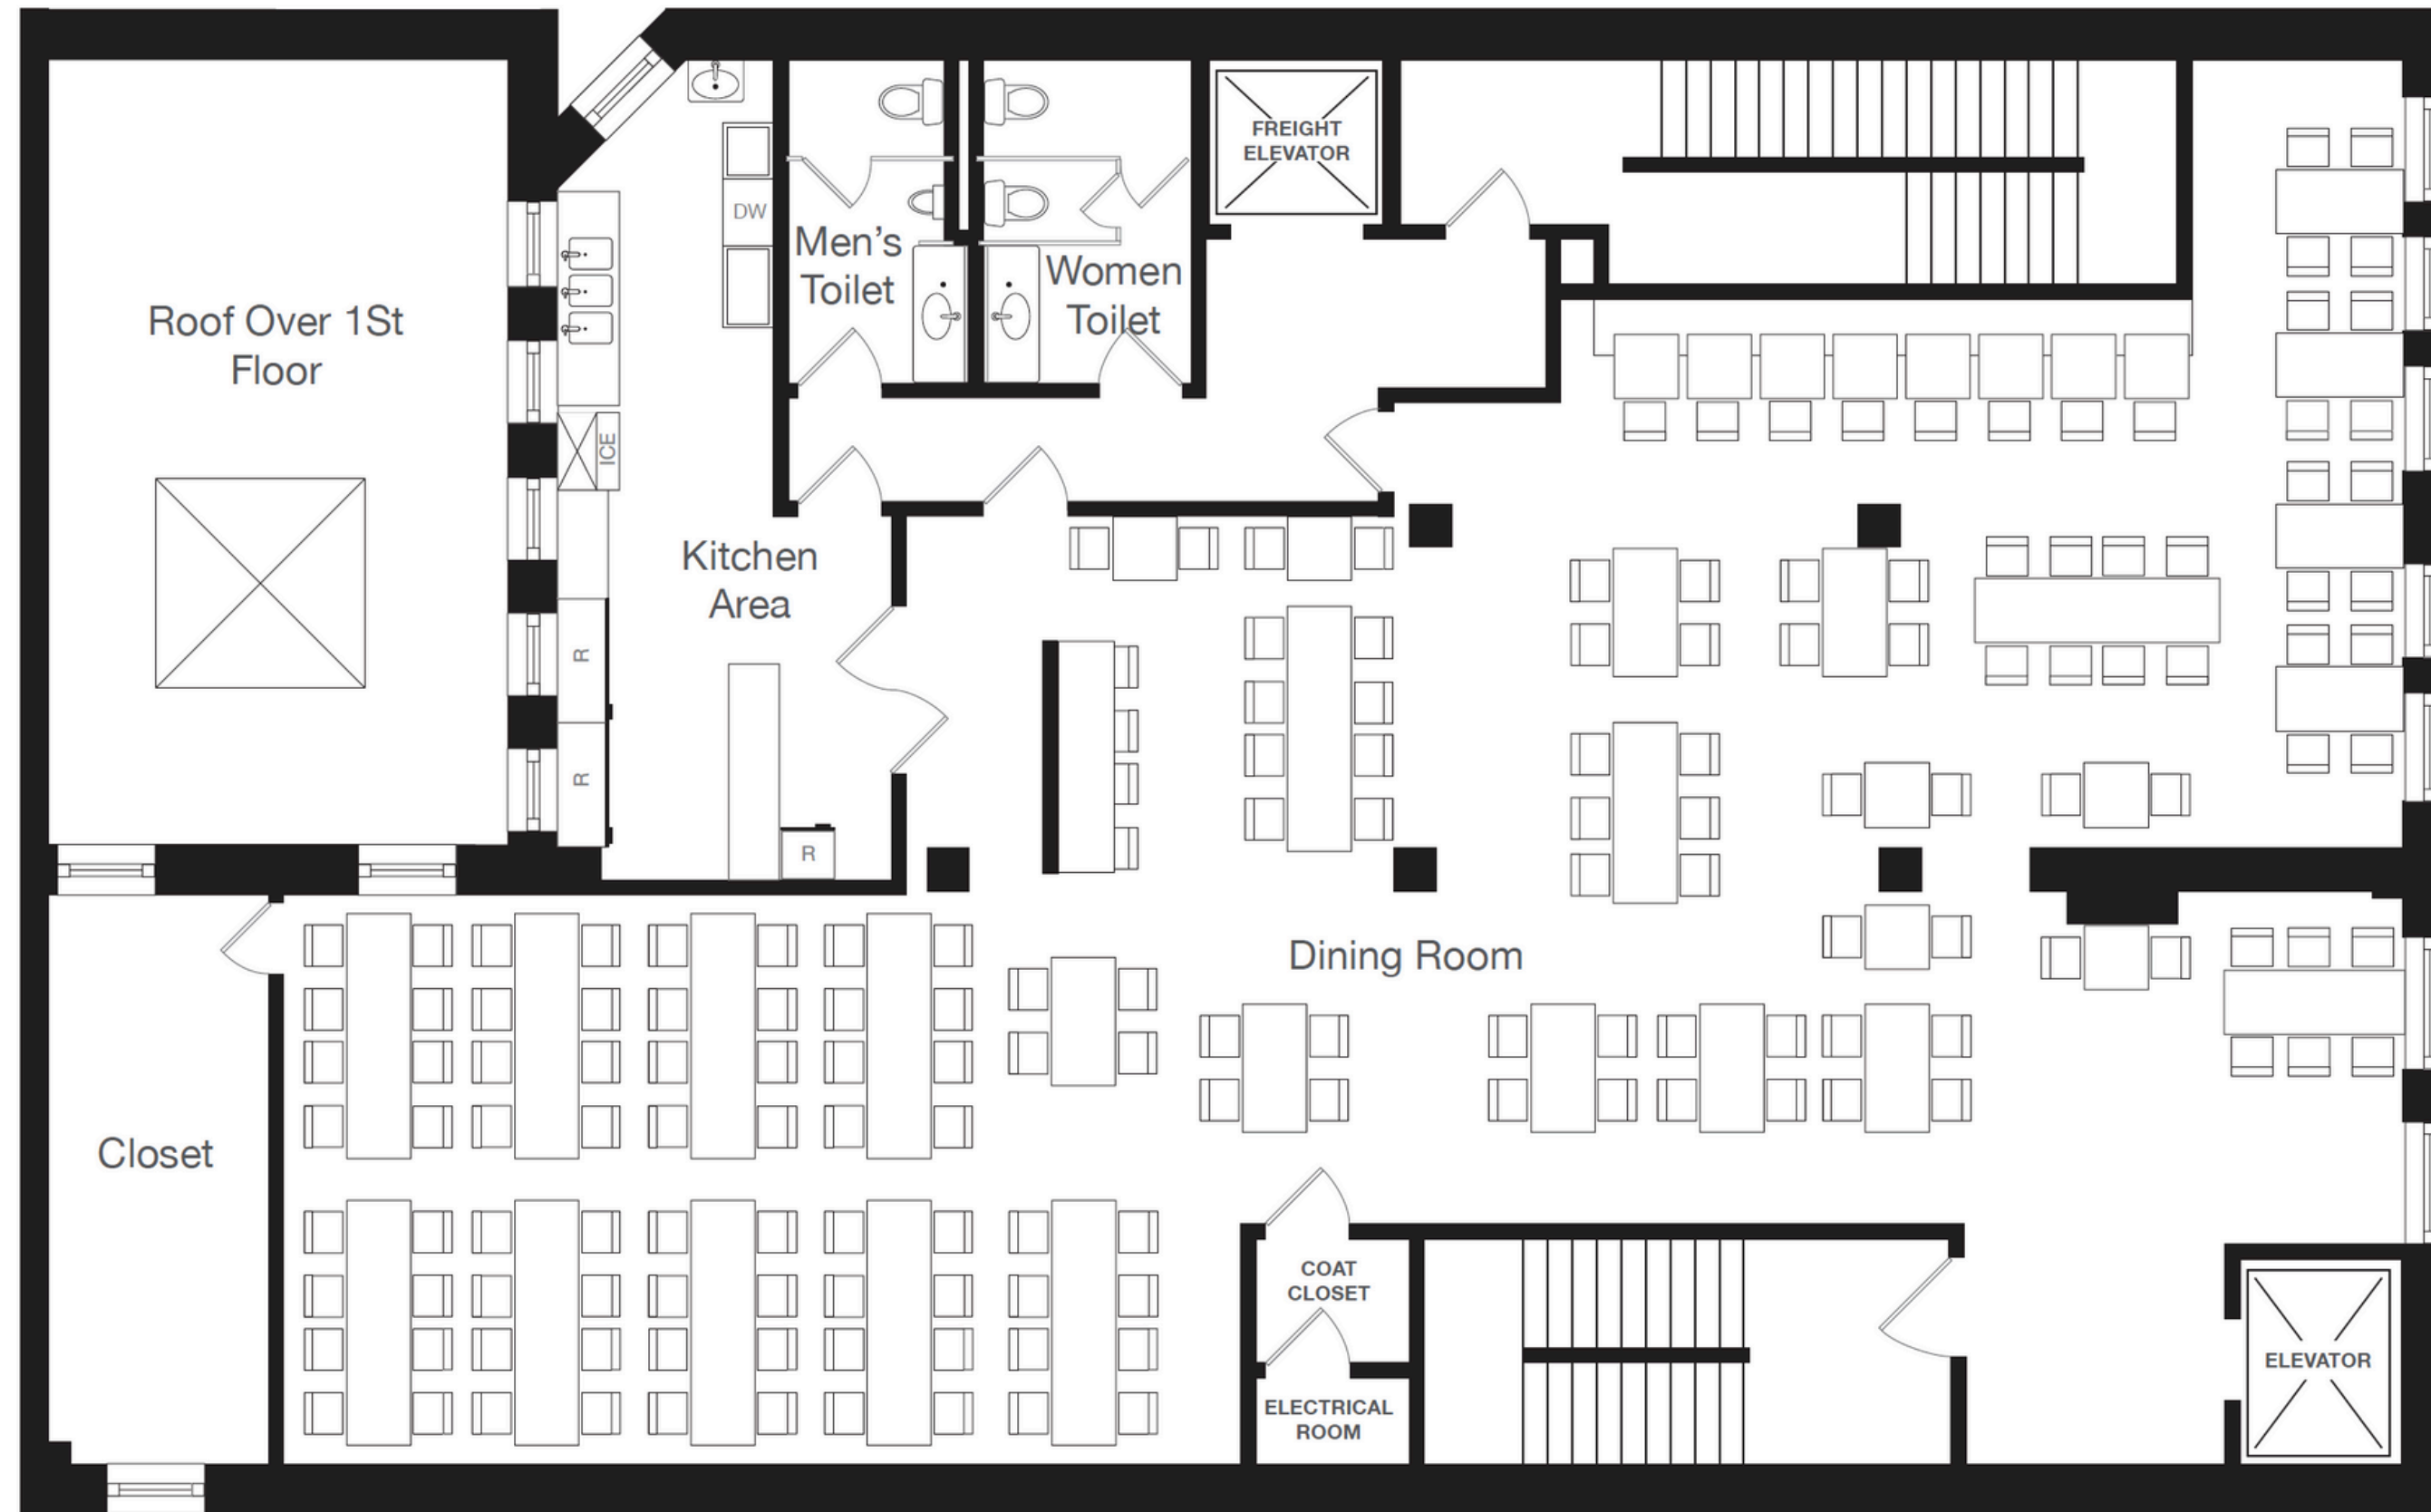 FREIGHT
ELEVATOR
DW
Men's
Toilet
Women
Toilet
Roof Over 1St
Floor
ICE
Kitchen
Area
R
R
R
Dining Room
Closet
COAT
CLOSET
ELEVATOR
ELECTRICAL
ROOM